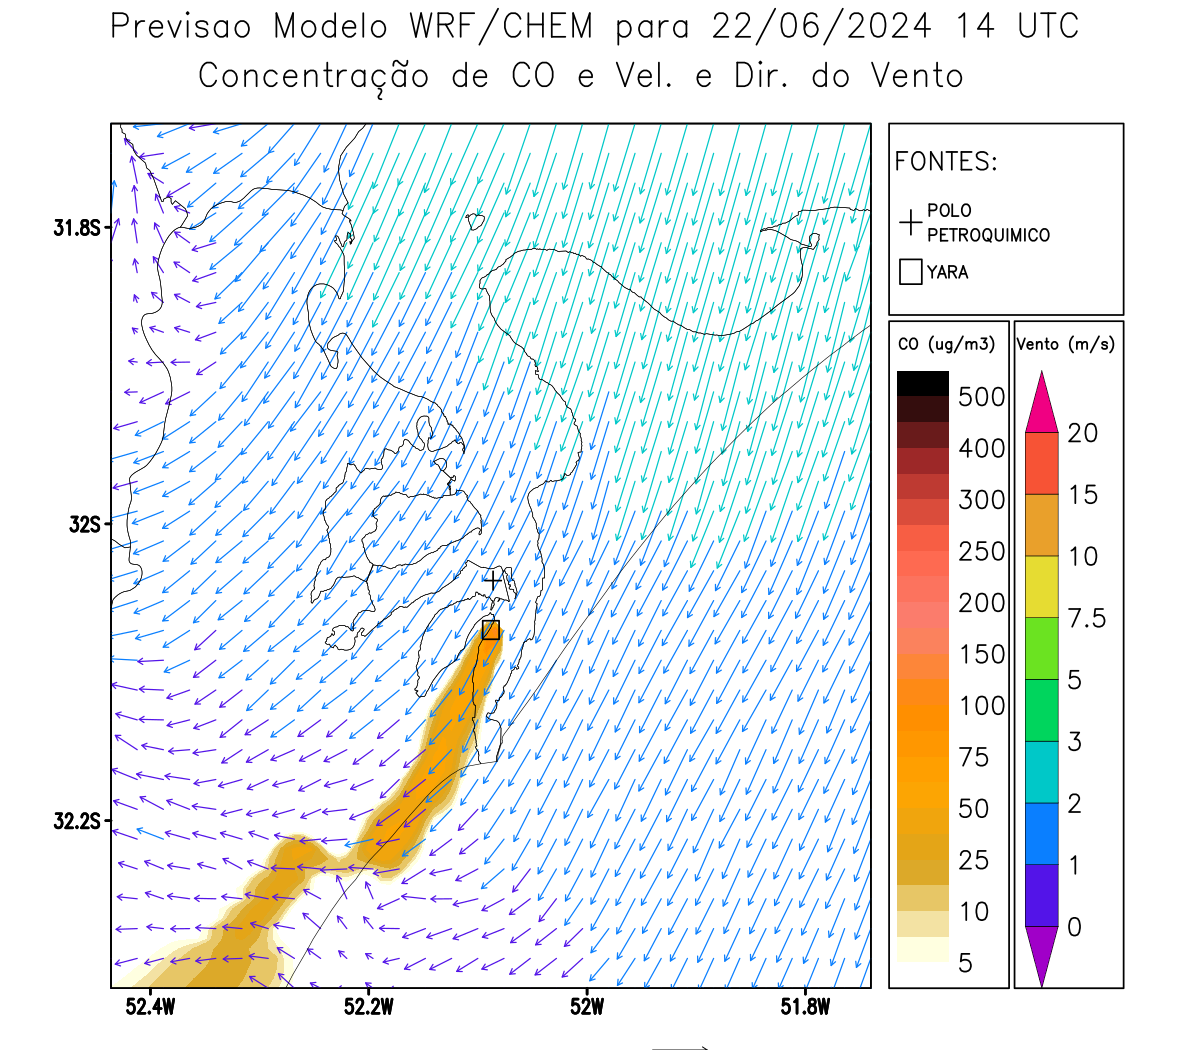 Previsao Modelo WRF/CHEM para 22/06/2024 14 UTC
Concentração de CO e Vel. e Dir. do Vento
FONTES:
POLO
PETROQUIMICO
YARA
CO (ug/m3)
500
400
300
250
200
150
100
75
50
25
10
5
Vento (m/s)
20
15
10
7.5
5
3
2
1
0
31.8S
32S
32.2S
52.4W
52.2W
52W
51.8W